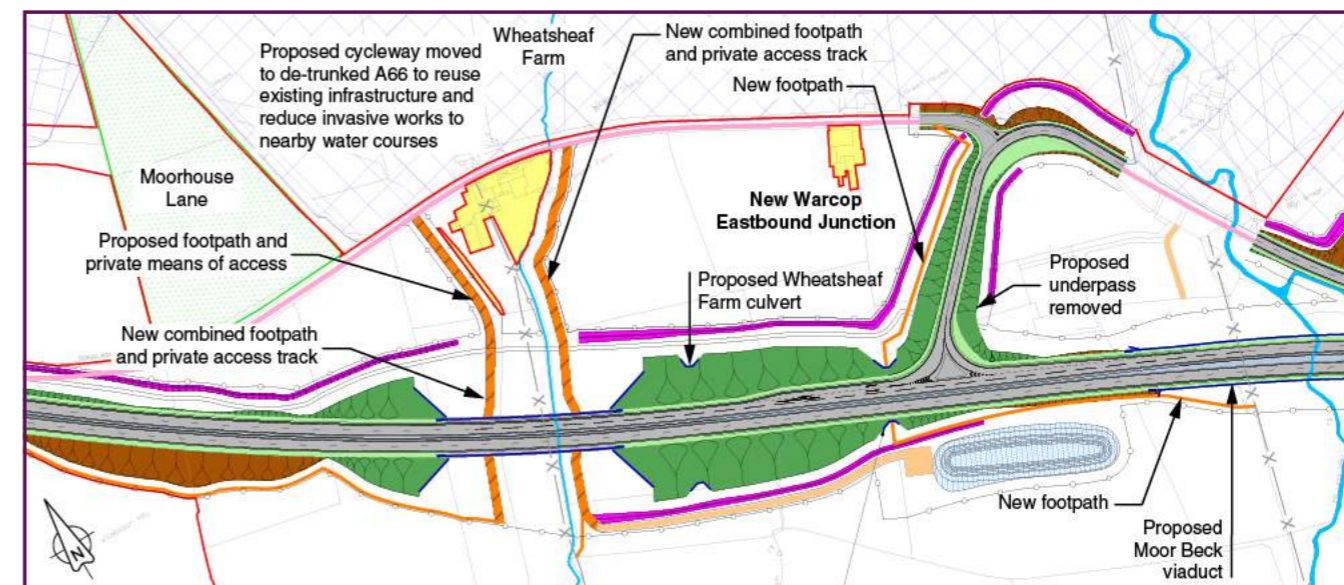 Proposed cycleway moved
to de-trunked A66 to reuse
existing infrastructure and
reduce invasive works to
nearby water courses
Wheatsheaf
Farm
New combined footpath
and private access track
New footpath
Moorhouse
Lane
New Warcop
Eastbound Junction
Proposed footpath and
private means of access
Proposed Wheatsheaf
Farm culvert
Proposed
underpass
removed
New combined footpath
and private access track
New footpath
Proposed
Moor Beck
viaduct
N